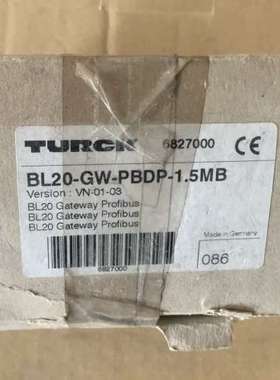 TURCK 6827000
BL20-GW-PBDP-1.5MB
Version : VN-01-03
BL20 Gateway Profibus
BL20 Gateway Profibus
BL20 Gateway Profibus
Made in Germany
6827000
086